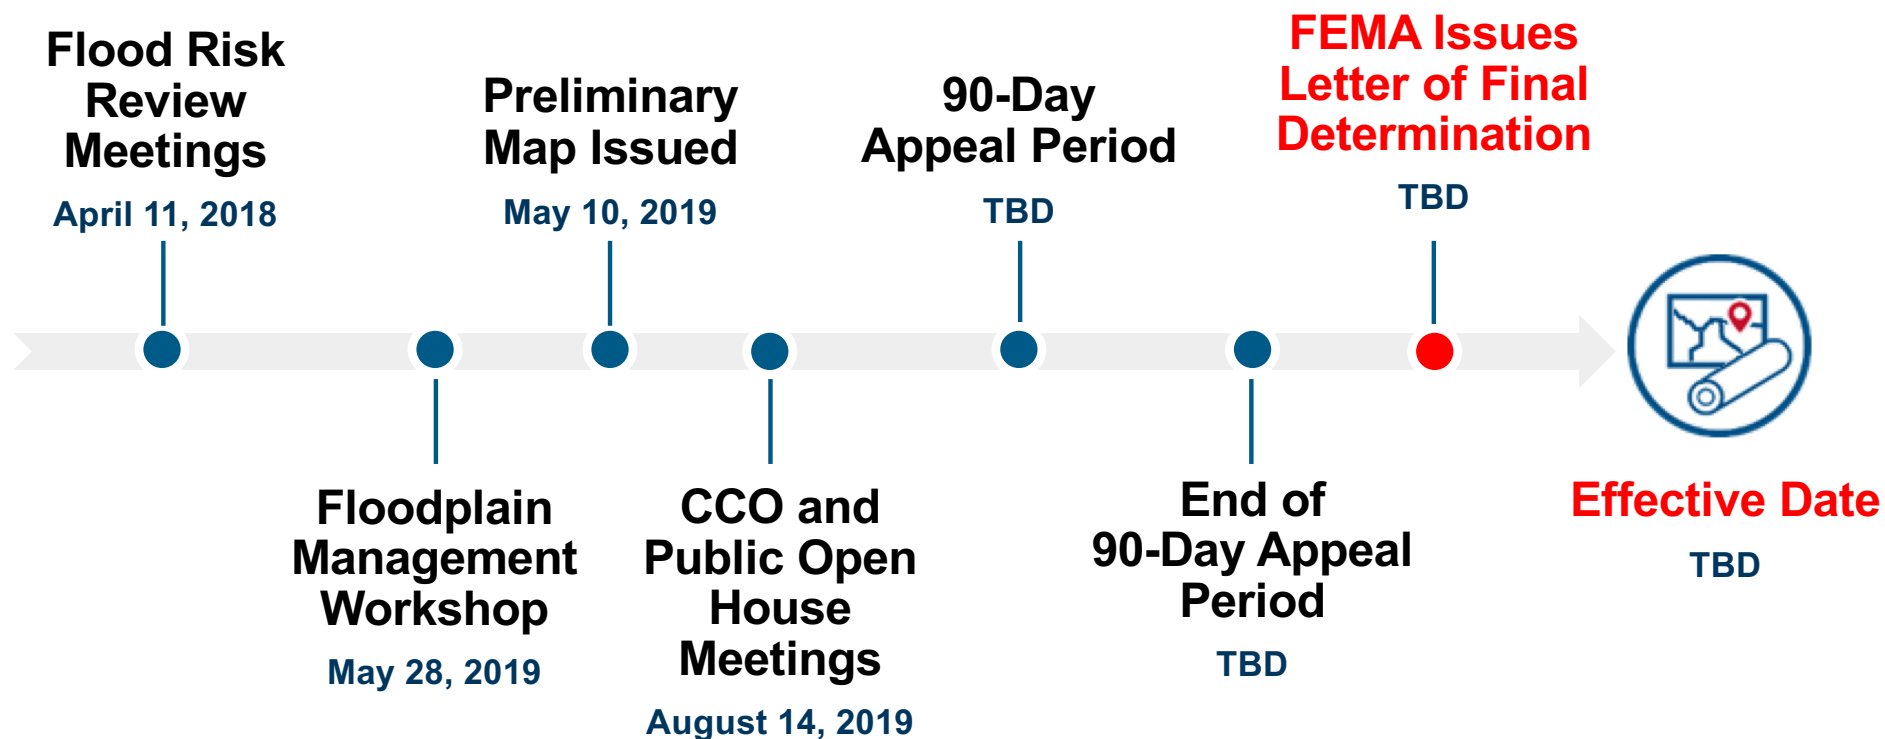 Flood Risk
Review
Meetings
April 11, 2018
Floodplain
Management
Workshop
May 28, 2019
Preliminary
Map Issued
May 10, 2019
CCO and
Public Open
House
Meetings
August 14, 2019
90-Day
Appeal Period
TBD
End of
90-Day Appeal
Period
TBD
FEMA Issues
Letter of Final
Determination
TBD
Effective Date
TBD